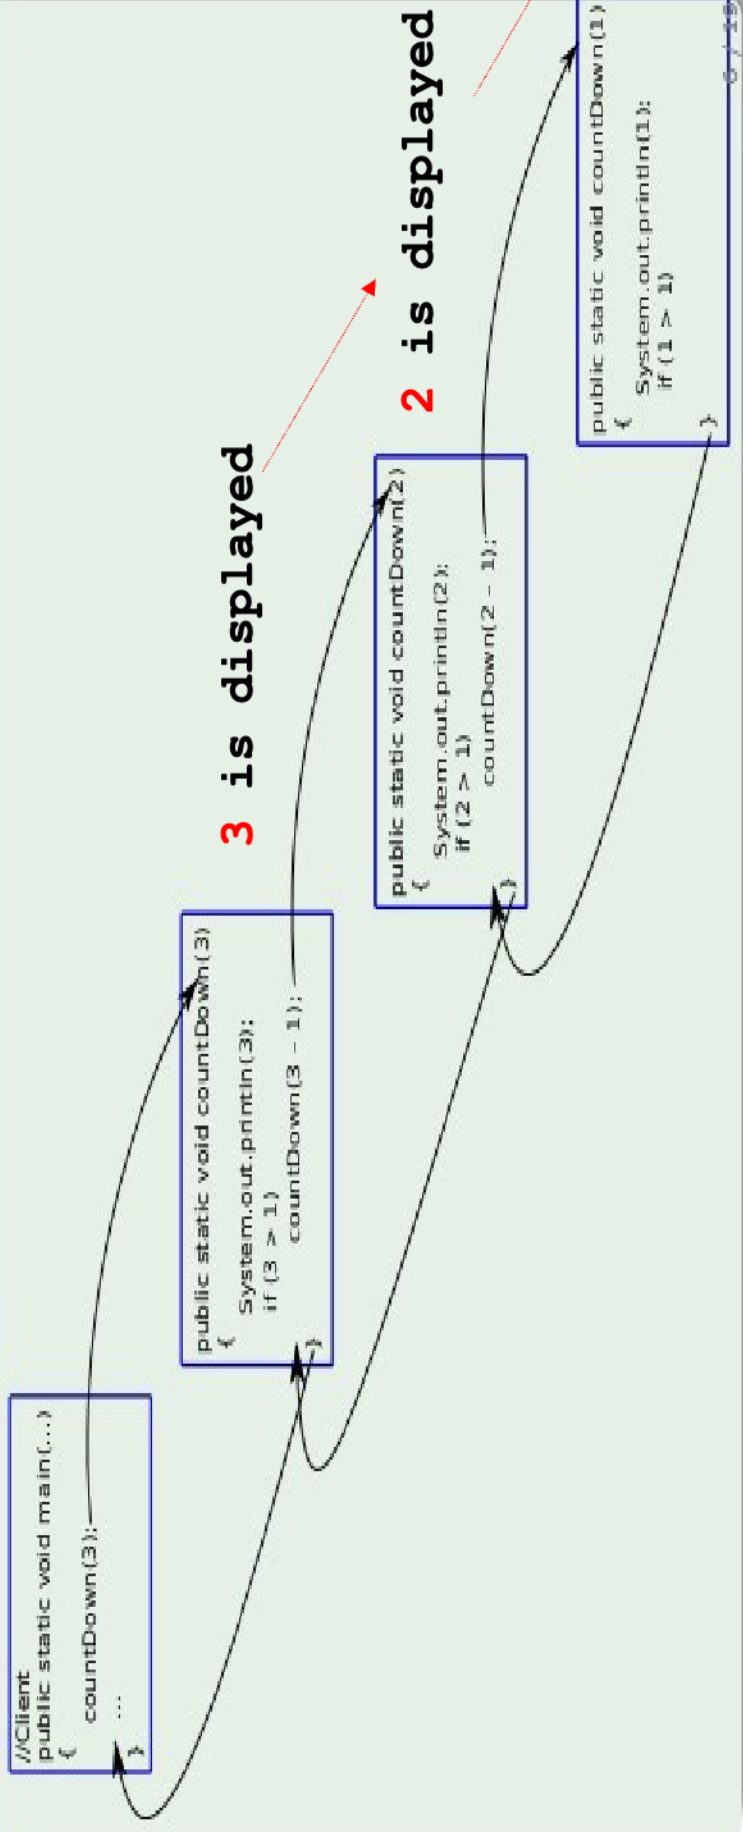 //Client
public static void main(...)
{
countDown(3);
...
}
public static void countDown(3)
{
System.out.println(3);
if (3 > 1)
countDown(3 - 1);
}
3 is displayed
public static void countDown(2)
{
System.out.println(2);
if (2 > 1)
countDown(2 - 1);
}
2 is displayed
public static void countDown(1)
{
System.out.println(1);
if (1 > 1)
}